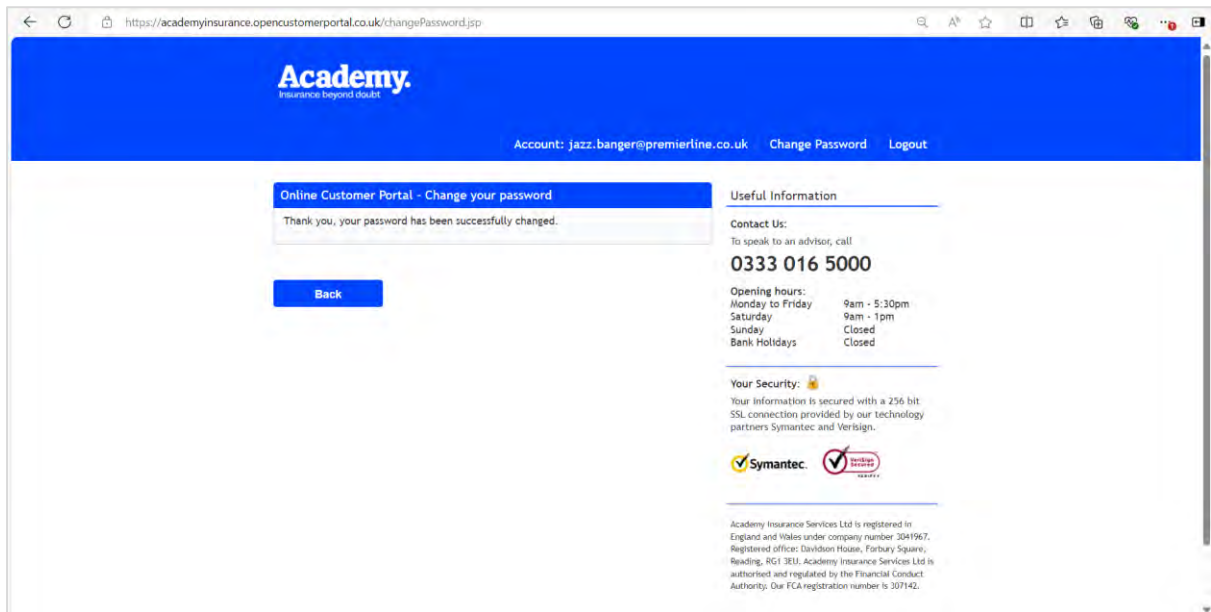 https://academyinsurance.opencustomerportal.co.uk/changePassword.jsp
Academy.
Insurance beyond doubt
Account: jazz.banger@premierline.co.uk Change Password Logout
Online Customer Portal - Change your password
Thank you, your password has been successfully changed.
Back
Useful Information
Contact Us:
To speak to an advisor, call
0333 016 5000
Opening hours:
Monday to Friday 9am - 5:30pm
Saturday 9am - 1pm
Sunday Closed
Bank Holidays Closed
Your Security:
Your information is secured with a 256 bit
SSL connection provided by our technology
partners Symantec and Verisign.
Symantec. VeriSign
Secured
Academy Insurance Services Ltd is registered in
England and Wales under company number 3041967.
Registered office: Davidson House, Forbury Square,
Reading, RG1 3EU. Academy Insurance Services Ltd is
authorised and regulated by the Financial Conduct
Authority. Our FCA registration number is 307142.